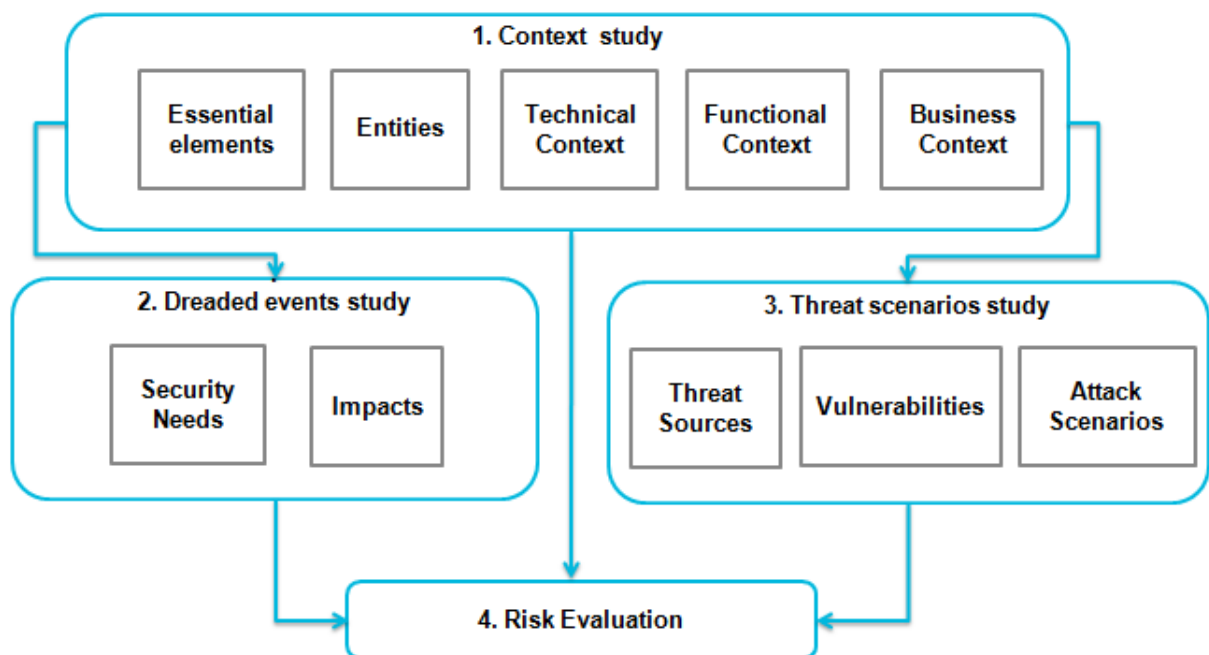 1. Context study
Essential
elements
Entities
Technical
Context
Functional
Context
Business
Context
2. Dreaded events study
Security
Needs
Impacts
3. Threat scenarios study
Threat
Sources
Vulnerabilities
Attack
Scenarios
4. Risk Evaluation